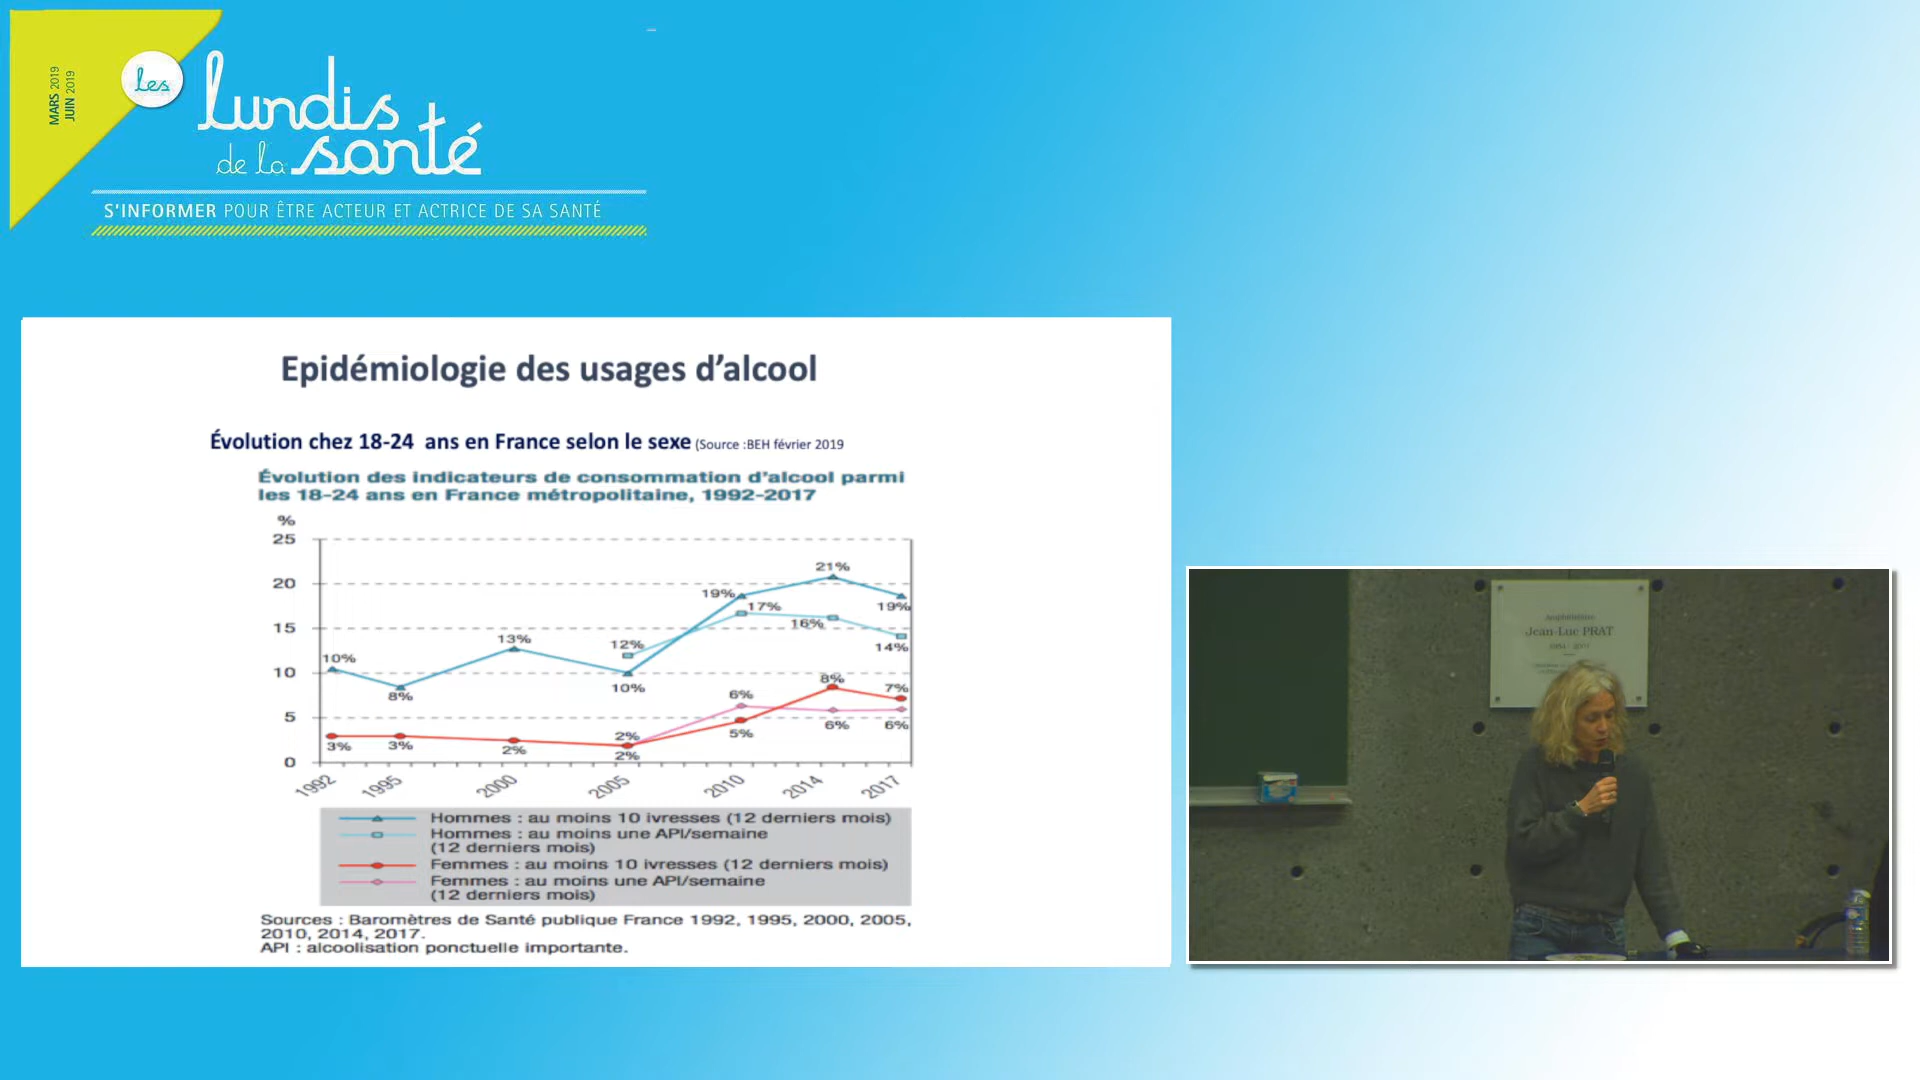 MARS 2019
JUIN 2019
les
lundis
de la santé
S'INFORMER POUR ÊTRE ACTEUR ET ACTRICE DE SA SANTÉ
Epidémiologie des usages d'alcool
Évolution chez 18-24 ans en France selon le sexe (Source :BEH février 2019
Évolution des indicateurs de consommation d'alcool parmi
les 18-24 ans en France métropolitaine, 1992-2017
%
25
20
15
10
5
0
10%
8%
13%
10%
19%
21%
19%
12%
17%
16%
14%
3%
3%
2%
2%
5%
8%
7%
2%
6%
6%
6%
1992
1995
2000
2005
2010
2014
2017
Hommes : au moins 10 ivresses (12 derniers mois)
Hommes : au moins une API/semaine
(12 derniers mois)
Femmes : au moins 10 ivresses (12 derniers mois)
Femmes : au moins une API/semaine
(12 derniers mois)
Sources : Baromètres de Santé publique France 1992, 1995, 2000, 2005,
2010, 2014, 2017.
API : alcoolisation ponctuelle importante.
Amphithéâtre
Jean-Luc PRAT